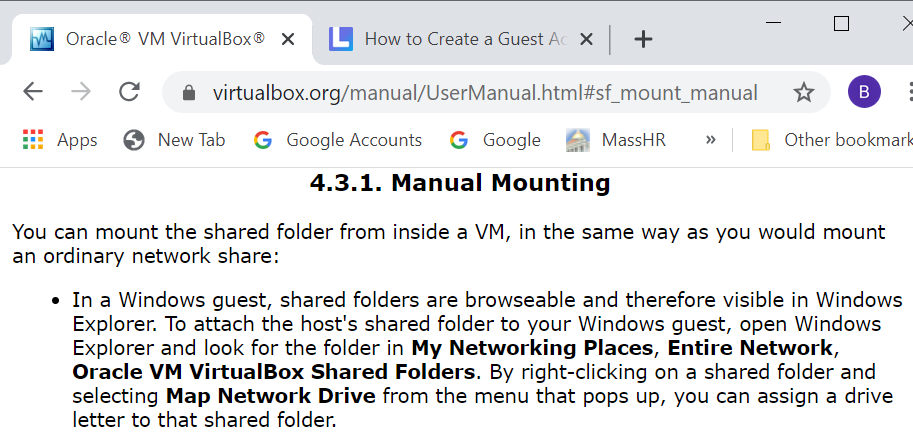 Oracle® VM VirtualBox®
How to Create a Guest Ac
virtualbox.org/manual/UserManual.html#sf_mount_manual
B
Apps
New Tab
Google Accounts
Google
MassHR
»
Other bookmark
4.3.1. Manual Mounting
You can mount the shared folder from inside a VM, in the same way as you would mount
an ordinary network share:
• In a Windows guest, shared folders are browseable and therefore visible in Windows
Explorer. To attach the host's shared folder to your Windows guest, open Windows
Explorer and look for the folder in My Networking Places, Entire Network,
Oracle VM VirtualBox Shared Folders. By right-clicking on a shared folder and
selecting Map Network Drive from the menu that pops up, you can assign a drive
letter to that shared folder.